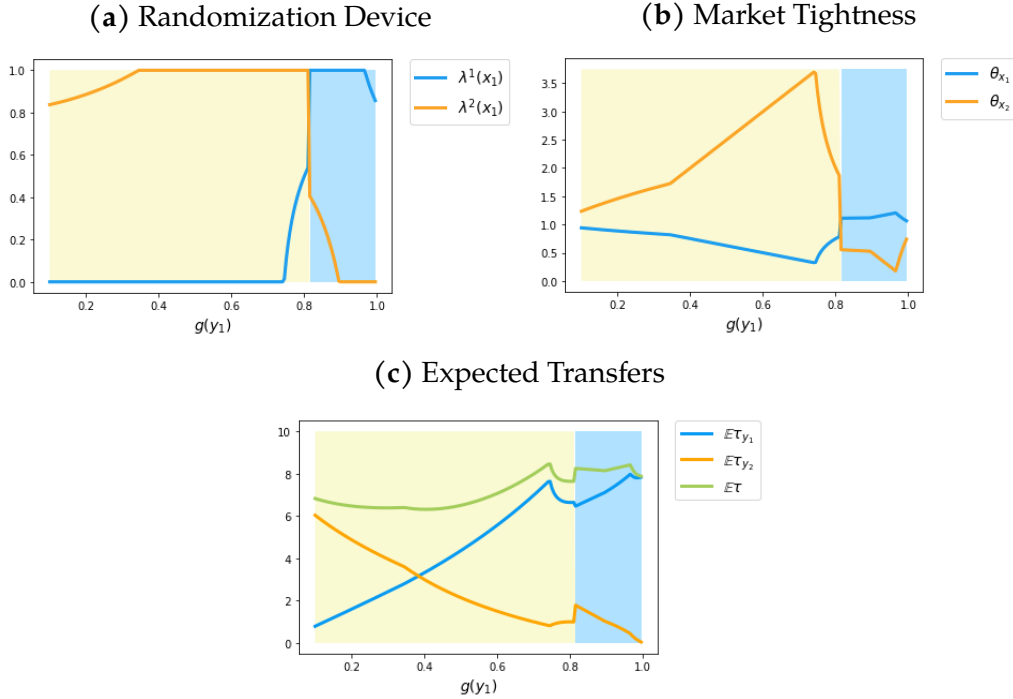 (a) Randomization Device
1.0
0.8
0.6
0.4
0.2
0.0
0.2 0.4 0.6 0.8 1.0
g(y₁)
λ¹(x₁)
λ²(x₁)
(b) Market Tightness
3.5
3.0
2.5
2.0
1.5
1.0
0.5
0.0
0.2 0.4 0.6 0.8 1.0
g(y₁)
θₓ₁
θₓ₂
(c) Expected Transfers
10
8
6
4
2
0
0.2 0.4 0.6 0.8 1.0
g(y₁)
𝔼τ_y₁
𝔼τ_y₂
𝔼τ